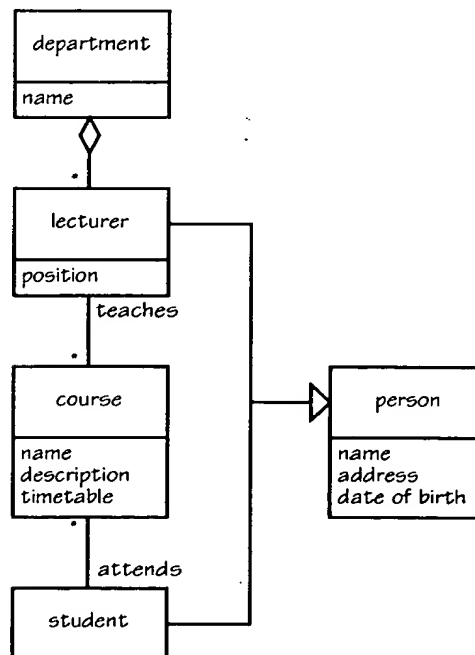 department
name
lecturer
position
teaches
course
name
description
timetable
person
name
address
date of birth
attends
student